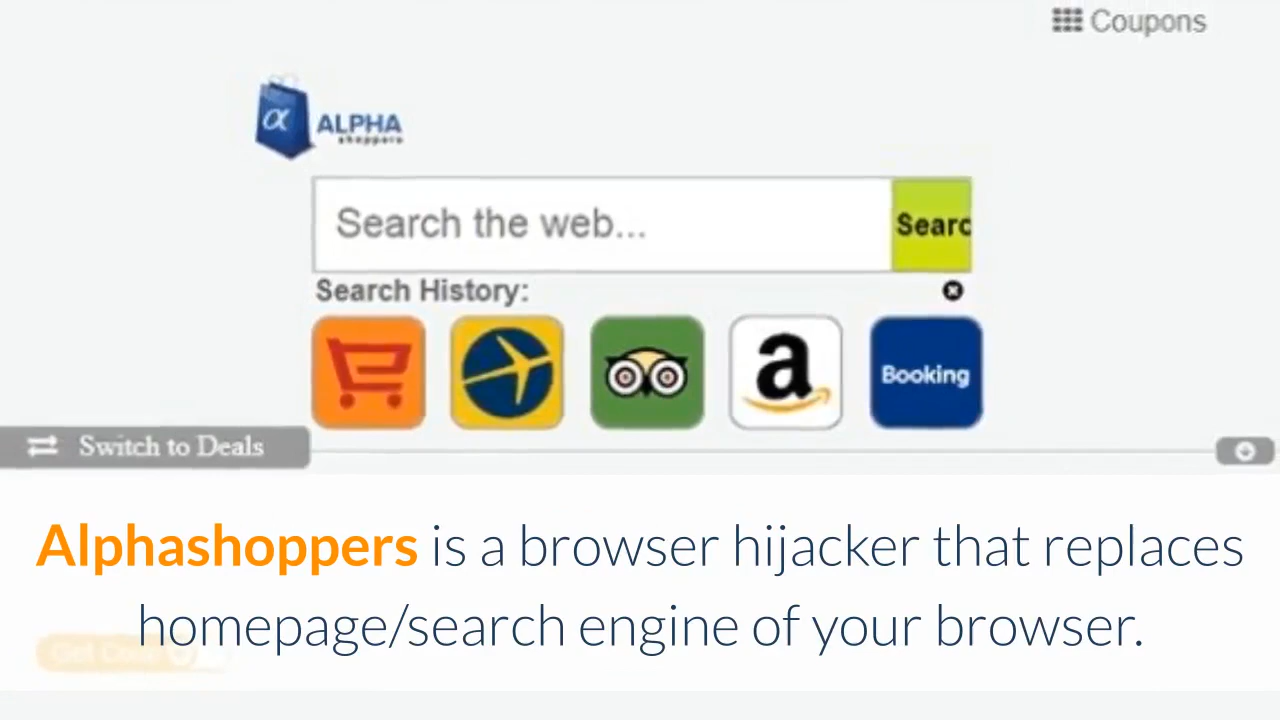 Coupons
α
ALPHA
shoppers
Search the web...
Searc
Search History:
e
a
Booking
Switch to Deals
Alphashoppers is a browser hijacker that replaces
homepage/search engine of your browser.